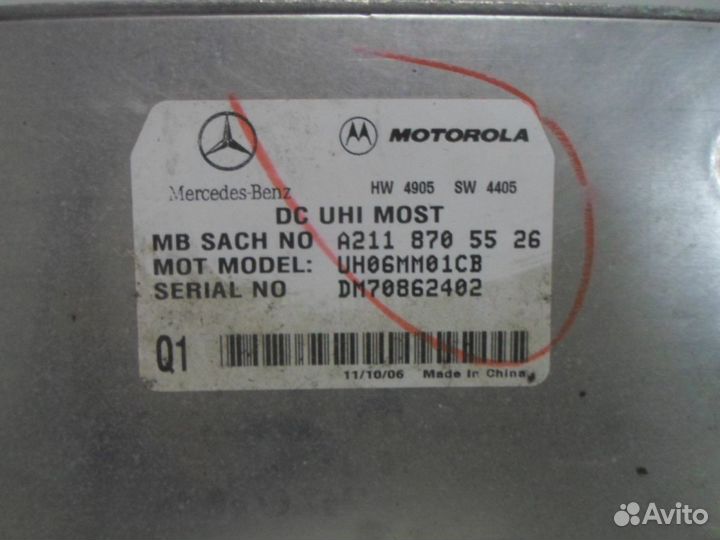 MOTOROLA
Mercedes-Benz
HW 4905 SW 4405
DC UHI MOST
MB SACH NO A211 870 55 26
MOT MODEL: UH06MM01CB
SERIAL NO DM70862402
Q1
11/10/06 Made In China
Avito